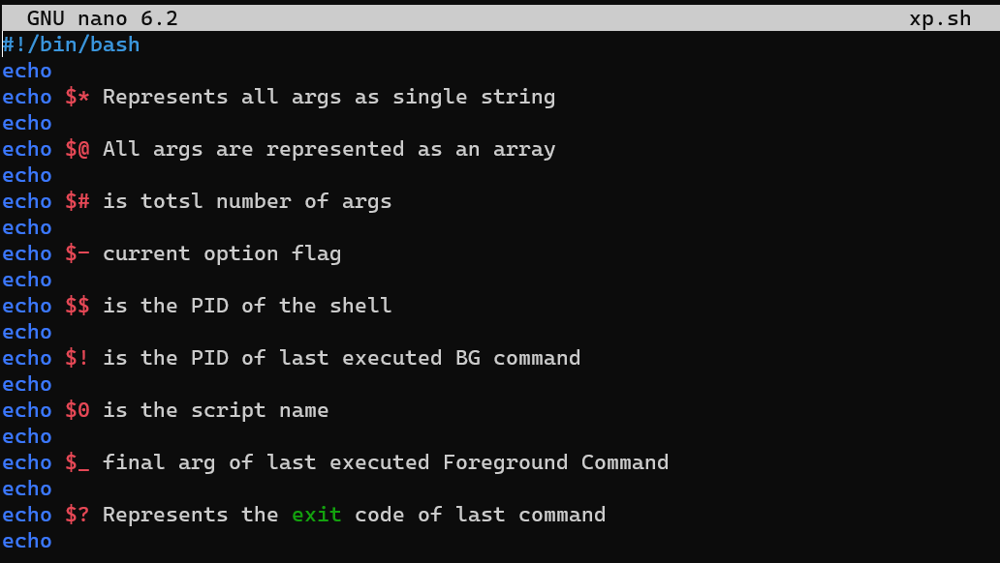 GNU nano 6.2 xp.sh
#!/bin/bash
echo
echo $* Represents all args as single string
echo
echo $@ All args are represented as an array
echo
echo $# is totsl number of args
echo
echo $- current option flag
echo
echo $$ is the PID of the shell
echo
echo $! is the PID of last executed BG command
echo
echo $0 is the script name
echo
echo $_ final arg of last executed Foreground Command
echo
echo $? Represents the exit code of last command
echo